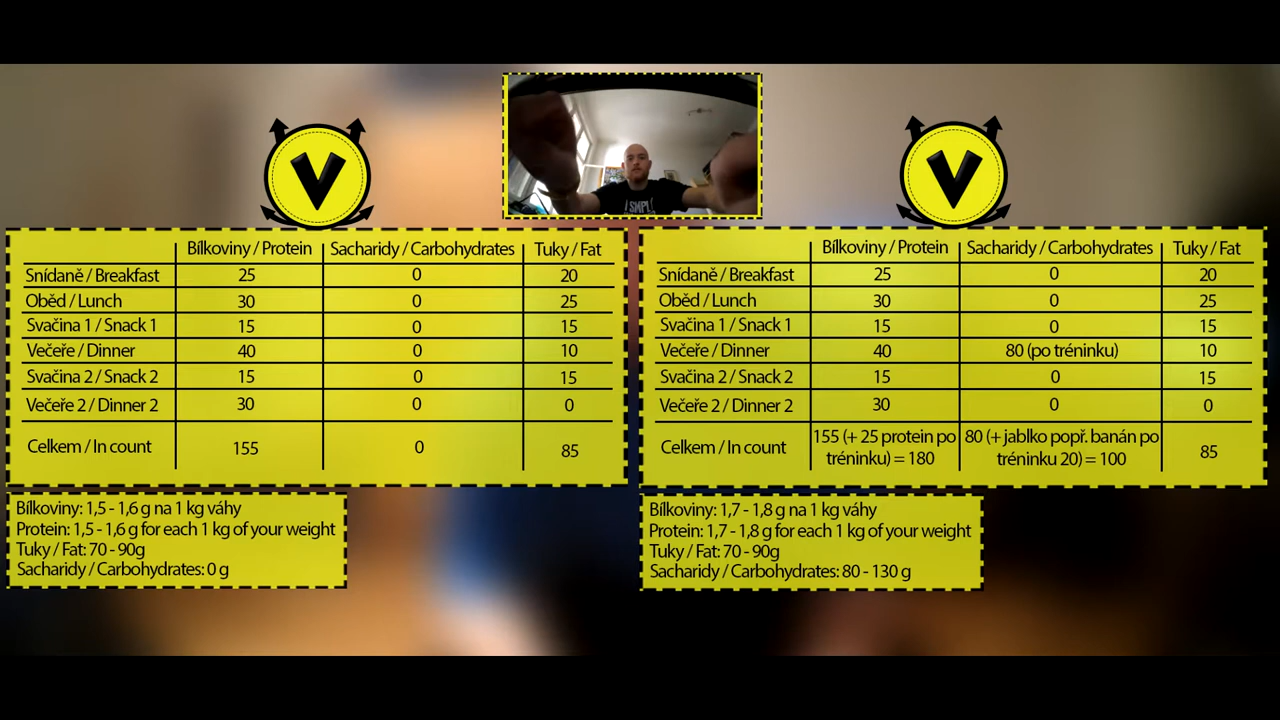 V
V
I SMPL
Bílkoviny / Protein Sacharidy / Carbohydrates Tuky / Fat
Snídaně / Breakfast 25 0 20
Oběd / Lunch 30 0 25
Svačina 1 / Snack 1 15 0 15
Večeře / Dinner 40 0 10
Svačina 2 / Snack 2 15 0 15
Večeře 2 / Dinner 2 30 0 0
Celkem / In count 155 0 85
Bílkoviny: 1,5 - 1,6 g na 1 kg váhy
Protein: 1,5 - 1,6 g for each 1 kg of your weight
Tuky / Fat: 70 - 90g
Sacharidy / Carbohydrates: 0 g
Bílkoviny / Protein Sacharidy / Carbohydrates Tuky / Fat
Snídaně / Breakfast 25 0 20
Oběd / Lunch 30 0 25
Svačina 1 / Snack 1 15 0 15
Večeře / Dinner 40 80 (po tréninku) 10
Svačina 2 / Snack 2 15 0 15
Večeře 2 / Dinner 2 30 0 0
Celkem / In count 155 (+ 25 protein po tréninku) = 180 80 (+ jablko popř. banán po tréninku 20) = 100 85
Bílkoviny: 1,7 - 1,8 g na 1 kg váhy
Protein: 1,7 - 1,8 g for each 1 kg of your weight
Tuky / Fat: 70 - 90g
Sacharidy / Carbohydrates: 80 - 130 g